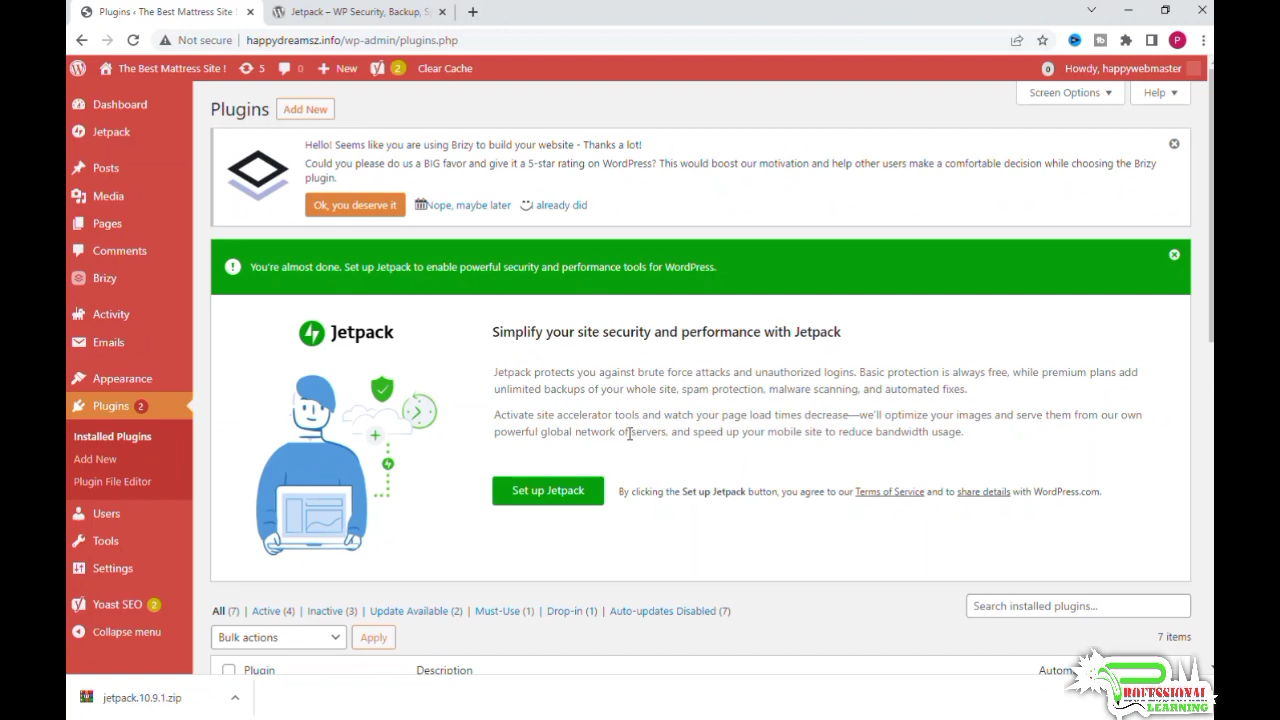 Plugins ‹ The Best Mattress Site !
Jetpack – WP Security, Backup, S
Not secure | happydreamsz.info/wp-admin/plugins.php
P
The Best Mattress Site ! 5 0 New 2 Clear Cache
0 Howdy, happywebmaster
Dashboard
Jetpack
Posts
Media
Pages
Comments
Brizy
Activity
Emails
Appearance
Plugins 2
Installed Plugins
Add New
Plugin File Editor
Users
Tools
Settings
Yoast SEO 2
Collapse menu
Screen Options ▼ Help ▼
Plugins Add New
Hello! Seems like you are using Brizy to build your website - Thanks a lot!
Could you please do us a BIG favor and give it a 5-star rating on WordPress? This would boost our motivation and help other users make a comfortable decision while choosing the Brizy
plugin.
Ok, you deserve it Nope, maybe later I already did
You're almost done. Set up Jetpack to enable powerful security and performance tools for WordPress.
Jetpack
Simplify your site security and performance with Jetpack
Jetpack protects you against brute force attacks and unauthorized logins. Basic protection is always free, while premium plans add
unlimited backups of your whole site, spam protection, malware scanning, and automated fixes.
Activate site accelerator tools and watch your page load times decrease—we'll optimize your images and serve them from our own
powerful global network of servers, and speed up your mobile site to reduce bandwidth usage.
Set up Jetpack By clicking the Set up Jetpack button, you agree to our Terms of Service and to share details with WordPress.com.
All (7) | Active (4) | Inactive (3) | Update Available (2) | Must-Use (1) | Drop-in (1) | Auto-updates Disabled (7)
Search installed plugins...
Bulk actions Apply
7 items
Plugin Description Autom
jetpack.10.9.1.zip
PROFESSIONAL
LEARNING